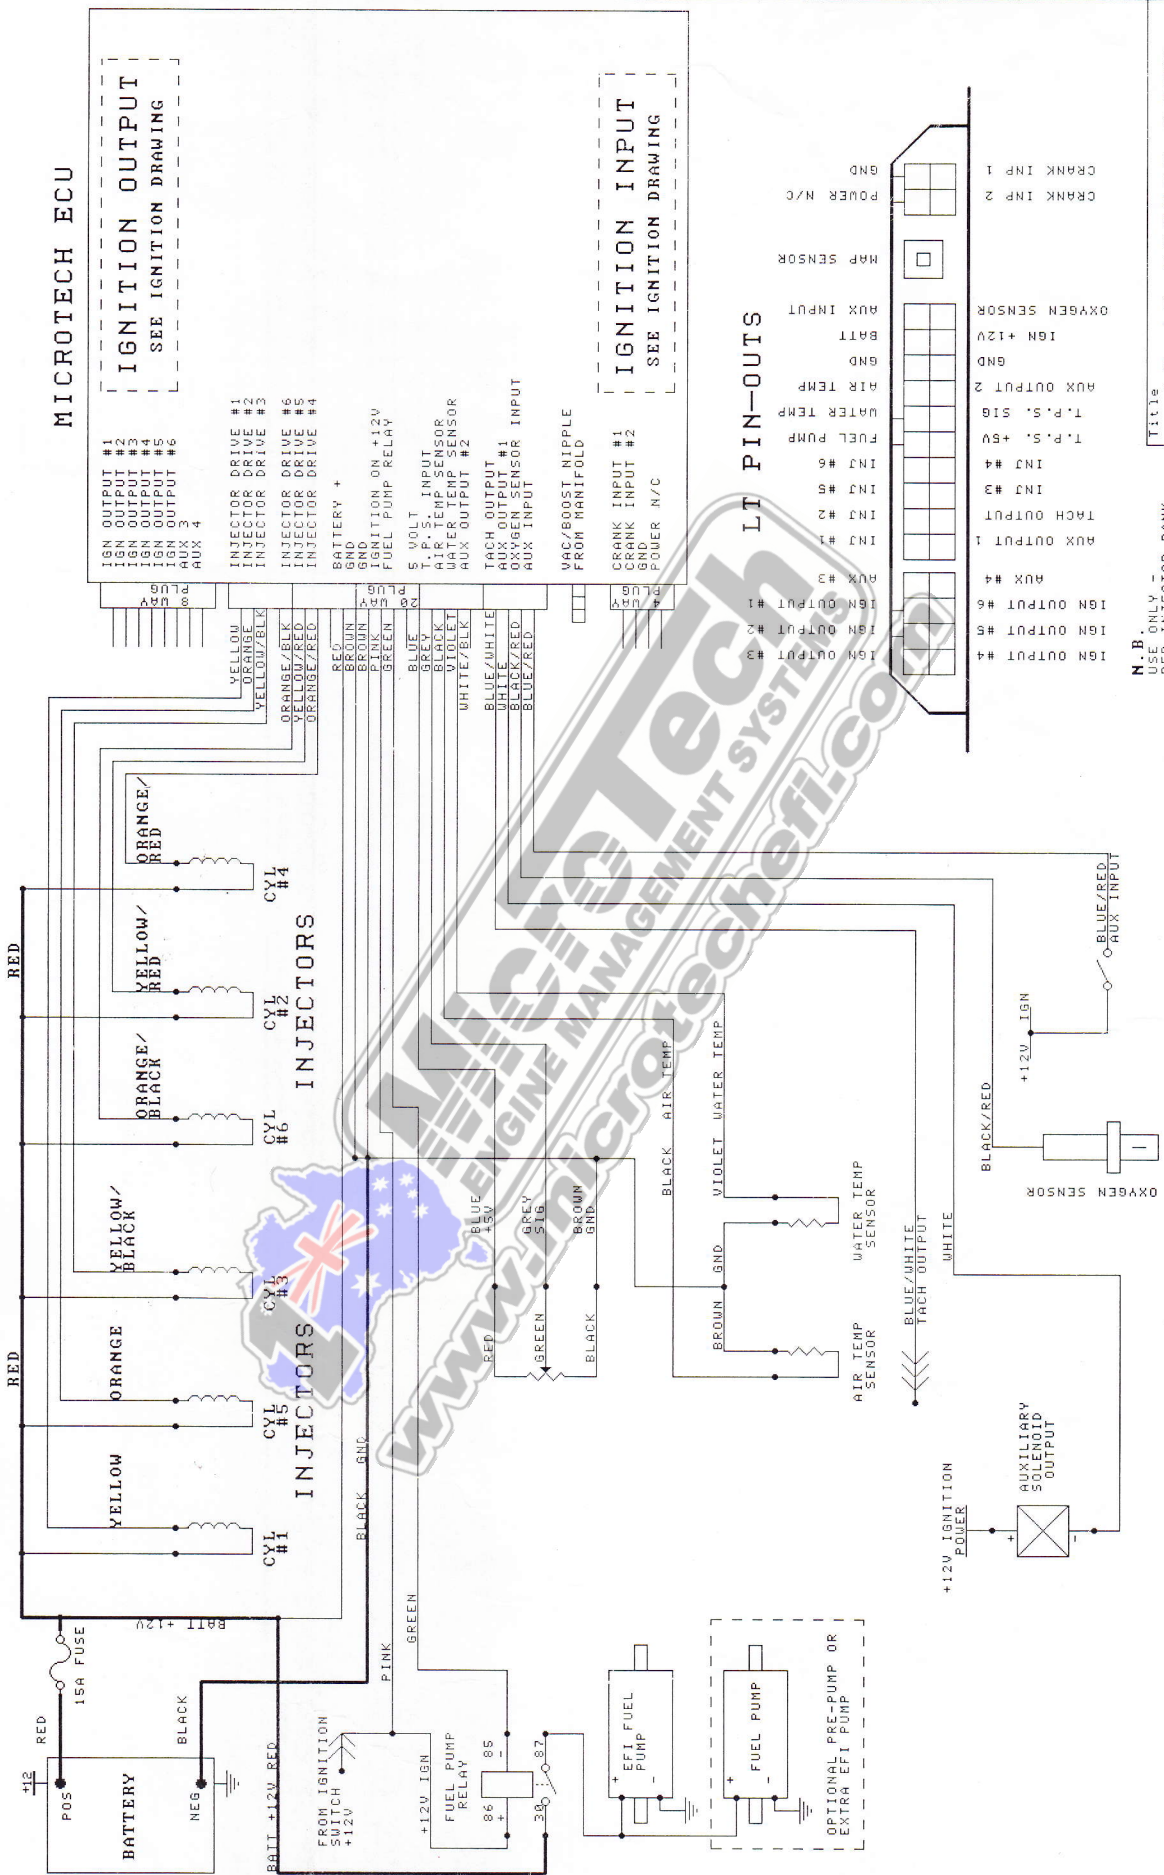 MICROTECH ECU
IGNITION OUTPUT
SEE IGNITION DRAWING
IGN OUTPUT #1
IGN OUTPUT #2
IGN OUTPUT #3
IGN OUTPUT #4
IGN OUTPUT #5
IGN OUTPUT #6
AUX 3
AUX 4
INJECTOR DRIVE #1
INJECTOR DRIVE #2
INJECTOR DRIVE #3
INJECTOR DRIVE #6
INJECTOR DRIVE #5
INJECTOR DRIVE #4
BATTERY +
GND
GND
IGNITION ON +12V
FUEL PUMP RELAY
5 VOLT
T.P.S. INPUT
AIR TEMP SENSOR
WATER TEMP SENSOR
AUX OUTPUT #2
TACH OUTPUT
AUX OUTPUT #1
OXYGEN SENSOR INPUT
AUX INPUT
VAC/BOOST NIPPLE
FROM MANIFOLD
CRANK INPUT #1
CRANK INPUT #2
GND
POWER N/C
IGNITION INPUT
SEE IGNITION DRAWING
8 WAY
PLUG
20 WAY
PLUG
4 WAY
PLUG
YELLOW
ORANGE
YELLOW/BLK
ORANGE/BLK
YELLOW/RED
ORANGE/RED
RED
BROWN
BROWN
PINK
GREEN
BLUE
GREY
BLACK
VIOLET
WHITE/BLK
BLUE/WHITE
WHITE
BLACK/RED
BLUE/RED
RED
RED
YELLOW
ORANGE
YELLOW/
BLACK
ORANGE/
BLACK
YELLOW/
RED
ORANGE/
RED
CYL
#1
CYL
#5
CYL
#3
CYL
#6
CYL
#2
CYL
#4
INJECTORS
INJECTORS
+12
POS
NEG
BATTERY
RED
BLACK
15A FUSE
BATT +12V
BATT +12V RED
BLACK GND
PINK
GREEN
FROM IGNITION
SWITCH
+12V
+12V IGN
FUEL PUMP
RELAY
86
+
85
-
30
87
EFI FUEL
PUMP
+
-
FUEL PUMP
+
-
OPTIONAL PRE-PUMP OR
EXTRA EFI PUMP
BLUE
+5V
GREY
SIG
BROWN
GND
RED
GREEN
BLACK
BLACK AIR TEMP
VIOLET WATER TEMP
BROWN GND
AIR TEMP
SENSOR
WATER TEMP
SENSOR
BLUE/WHITE
TACH OUTPUT
WHITE
+12V IGNITION
POWER
+
-
AUXILIARY
SOLENOID
OUTPUT
BLACK/RED
OXYGEN SENSOR
+12V IGN
BLUE/RED
AUX INPUT
LT PIN-OUTS
IGN OUTPUT #3
IGN OUTPUT #2
IGN OUTPUT #1
AUX #3
INJ #1
INJ #2
INJ #5
INJ #6
FUEL PUMP
WATER TEMP
AIR TEMP
GND
BATT
AUX INPUT
MAP SENSOR
POWER N/C
GND
IGN OUTPUT #4
IGN OUTPUT #5
IGN OUTPUT #6
AUX #4
AUX OUTPUT 1
TACH OUTPUT
INJ #3
INJ #4
T.P.S. +5V
T.P.S. SIG
AUX OUTPUT 2
GND
IGN +12V
OXYGEN SENSOR
CRANK INP 2
CRANK INP 1
N.B.
USE ONLY
Title
MicroTech
ENGINE MANAGEMENT SYSTEMS
www.microtechefi.com